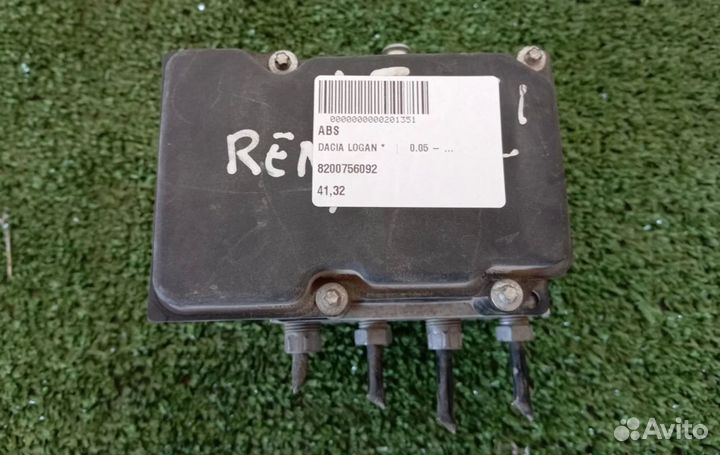 0000000000201351
ABS
DACIA LOGAN * | 0.05 - ...
8200756092
41,32
REN
Avito